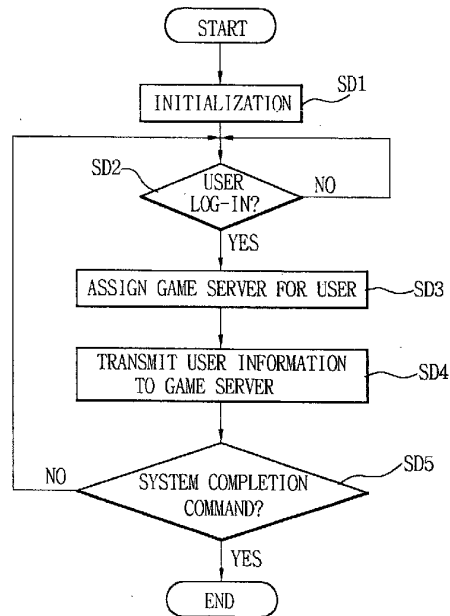 START
INITIALIZATION
SD1
SD2
USER
LOG-IN?
NO
YES
ASSIGN GAME SERVER FOR USER
SD3
TRANSMIT USER INFORMATION
TO GAME SERVER
SD4
NO
SYSTEM COMPLETION
COMMAND?
SD5
YES
END